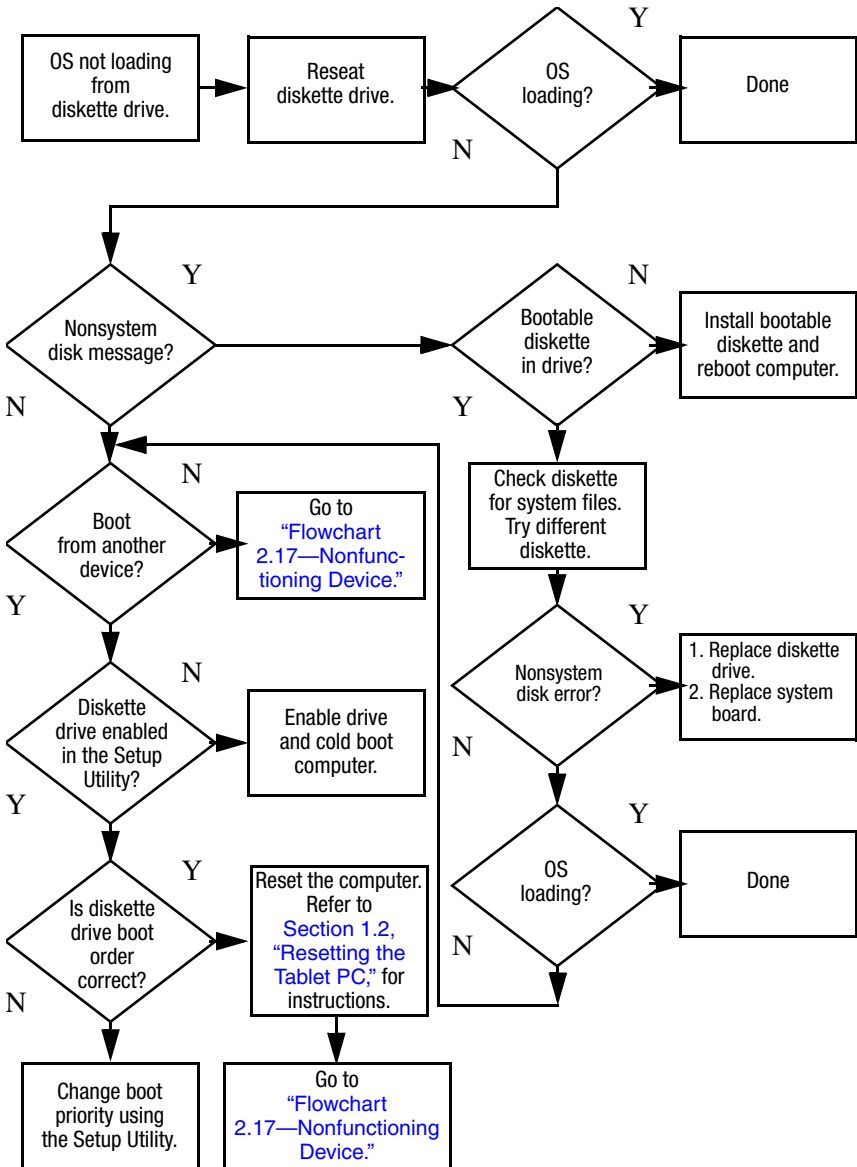 Y
OS not loading
from
diskette drive.
Reseat
diskette drive.
OS
loading?
Done
N
Y
Nonsystem
disk message?
N
N
Bootable
diskette
in drive?
Install bootable
diskette and
reboot computer.
Y
Check diskette
for system files.
Try different
diskette.
N
Boot
from another
device?
Go to
“Flowchart
2.17—Nonfunc-
tioning Device.”
Y
Y
Nonsystem
disk error?
1. Replace diskette
drive.
2. Replace system
board.
N
N
Diskette
drive enabled
in the Setup
Utility?
Enable drive
and cold boot
computer.
Y
Y
OS
loading?
Done
N
Y
Is diskette
drive boot
order
correct?
Reset the computer.
Refer to
Section 1.2,
“Resetting the
Tablet PC,” for
instructions.
N
Change boot
priority using
the Setup Utility.
Go to
“Flowchart
2.17—Nonfunctioning
Device.”